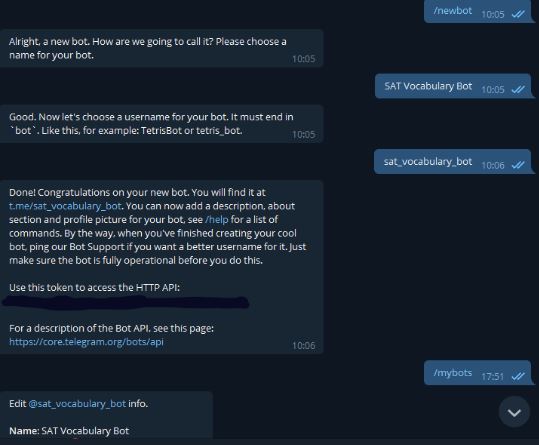 /newbot 10:05
Alright, a new bot. How are we going to call it? Please choose a
name for your bot.
10:05
SAT Vocabulary Bot 10:05
Good. Now let's choose a username for your bot. It must end in
`bot`. Like this, for example: TetrisBot or tetris_bot.
10:05
sat_vocabulary_bot 10:06
Done! Congratulations on your new bot. You will find it at
t.me/sat_vocabulary_bot. You can now add a description, about
section and profile picture for your bot, see /help for a list of
commands. By the way, when you've finished creating your cool
bot, ping our Bot Support if you want a better username for it. Just
make sure the bot is fully operational before you do this.
Use this token to access the HTTP API:
For a description of the Bot API, see this page:
https://core.telegram.org/bots/api
10:06
/mybots 17:51
Edit @sat_vocabulary_bot info.
Name: SAT Vocabulary Bot